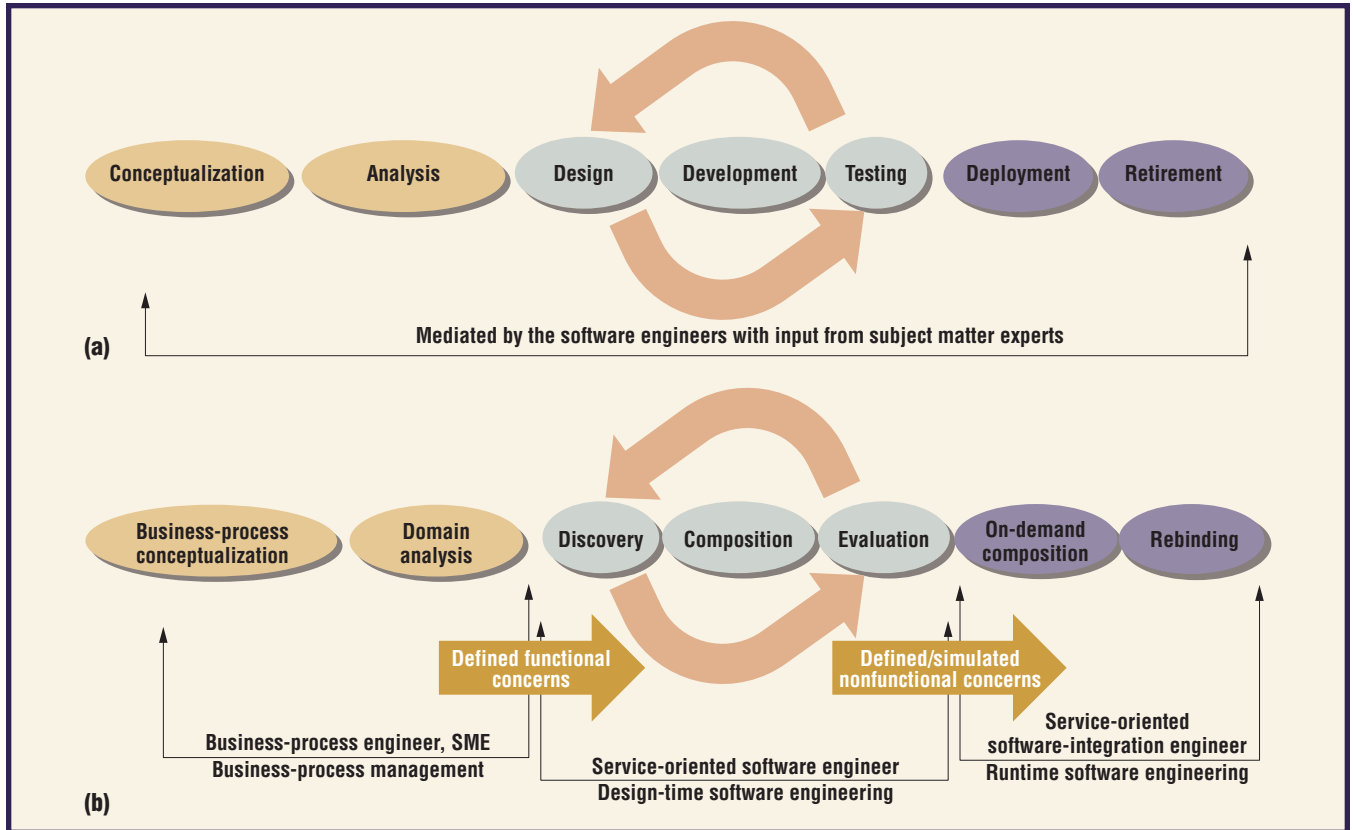 Conceptualization
Analysis
Design
Development
Testing
Deployment
Retirement
Mediated by the software engineers with input from subject matter experts
(a)
Business-process
conceptualization
Domain
analysis
Discovery
Composition
Evaluation
On-demand
composition
Rebinding
Defined functional
concerns
Defined/simulated
nonfunctional concerns
Business-process engineer, SME
Business-process management
Service-oriented software engineer
Design-time software engineering
Service-oriented
software-integration engineer
Runtime software engineering
(b)